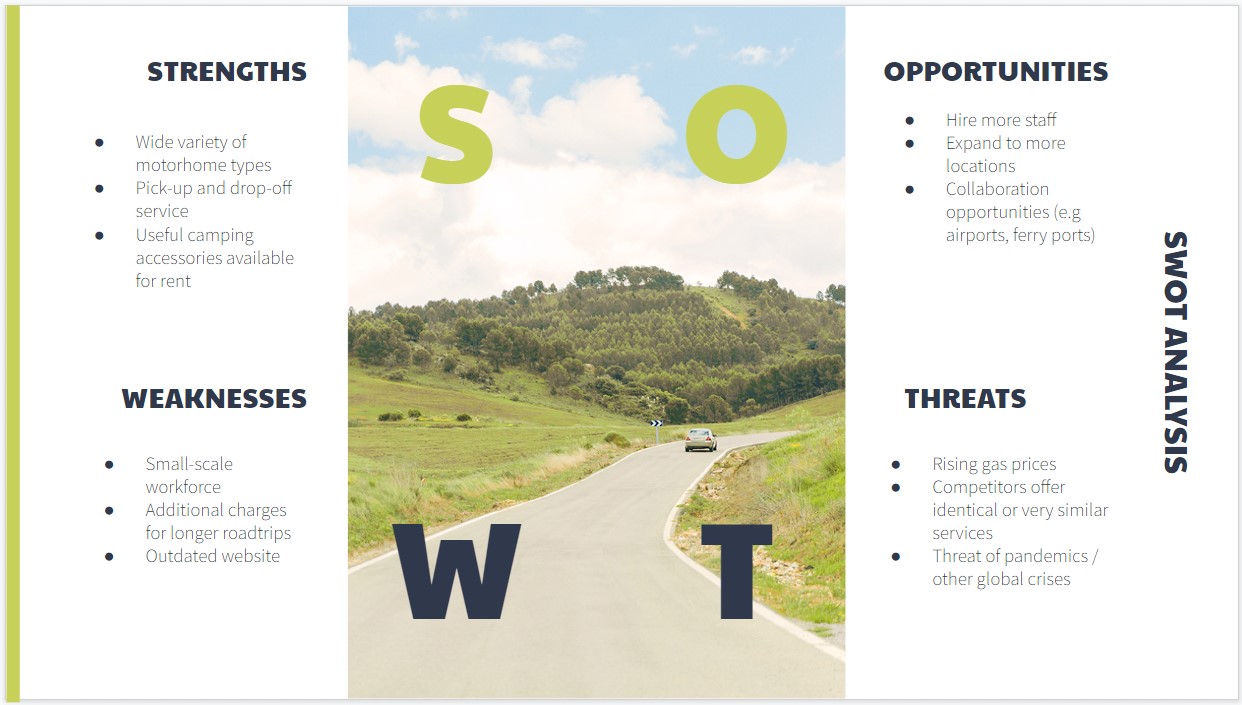 STRENGTHS
● Wide variety of
motorhome types
● Pick-up and drop-off
service
● Useful camping
accessories available
for rent
WEAKNESSES
● Small-scale
workforce
● Additional charges
for longer roadtrips
● Outdated website
S O
W T
OPPORTUNITIES
● Hire more staff
● Expand to more
locations
● Collaboration
opportunities (e.g
airports, ferry ports)
THREATS
● Rising gas prices
● Competitors offer
identical or very similar
services
● Threat of pandemics /
other global crises
SWOT ANALYSIS